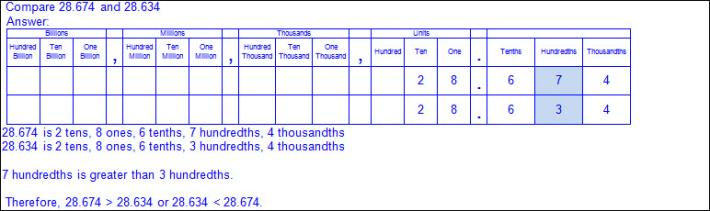 Compare 28.674 and 28.634
Answer:
Billions Millions Thousands Units
Hundred Billion Ten Billion One Billion , Hundred Million Ten Million One Million , Hundred Thousand Ten Thousand One Thousand , Hundred Ten One . Tenths Hundredths Thousandths
2 8 . 6 7 4
2 8 . 6 3 4
28.674 is 2 tens, 8 ones, 6 tenths, 7 hundredths, 4 thousandths
28.634 is 2 tens, 8 ones, 6 tenths, 3 hundredths, 4 thousandths
7 hundredths is greater than 3 hundredths.
Therefore, 28.674 > 28.634 or 28.634 < 28.674.